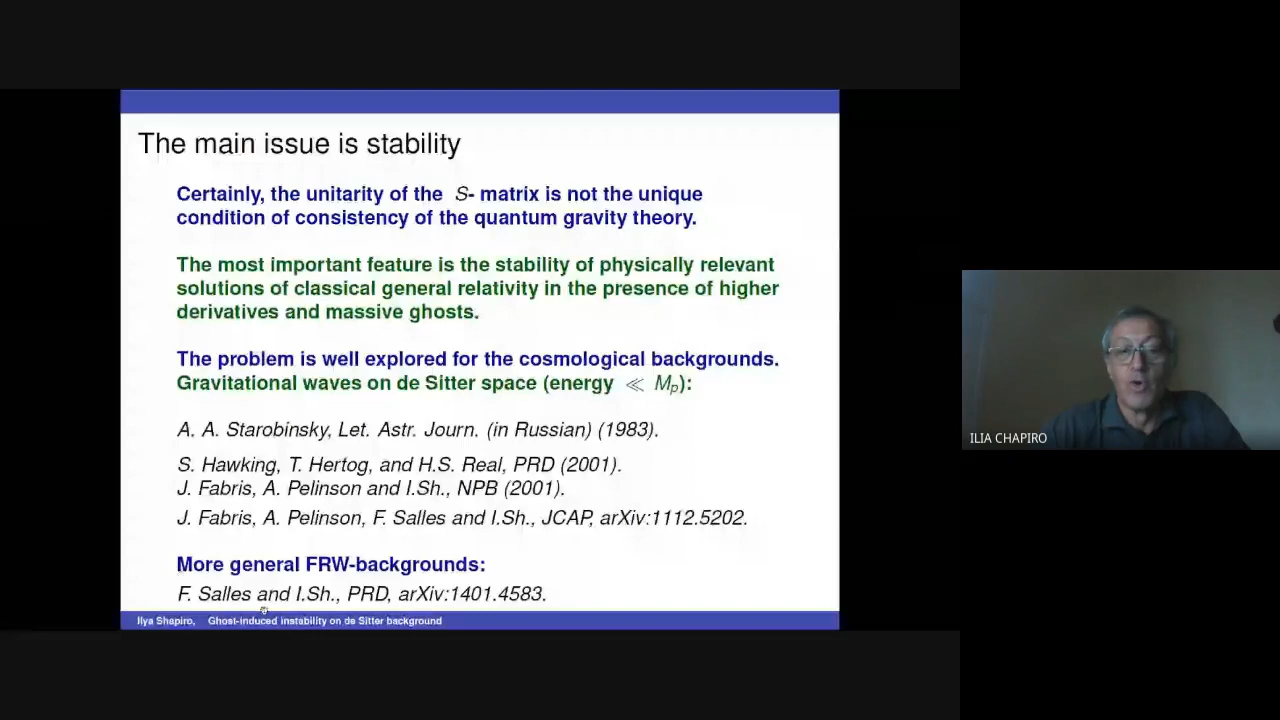 The main issue is stability
Certainly, the unitarity of the S- matrix is not the unique
condition of consistency of the quantum gravity theory.
The most important feature is the stability of physically relevant
solutions of classical general relativity in the presence of higher
derivatives and massive ghosts.
The problem is well explored for the cosmological backgrounds.
Gravitational waves on de Sitter space (energy ≪ Mₚ):
A. A. Starobinsky, Let. Astr. Journ. (in Russian) (1983).
S. Hawking, T. Hertog, and H.S. Real, PRD (2001).
J. Fabris, A. Pelinson and I.Sh., NPB (2001).
J. Fabris, A. Pelinson, F. Salles and I.Sh., JCAP, arXiv:1112.5202.
More general FRW-backgrounds:
F. Salles and I.Sh., PRD, arXiv:1401.4583.
Ilya Shapiro, Ghost-induced instability on de Sitter background
ILIA CHAPIRO